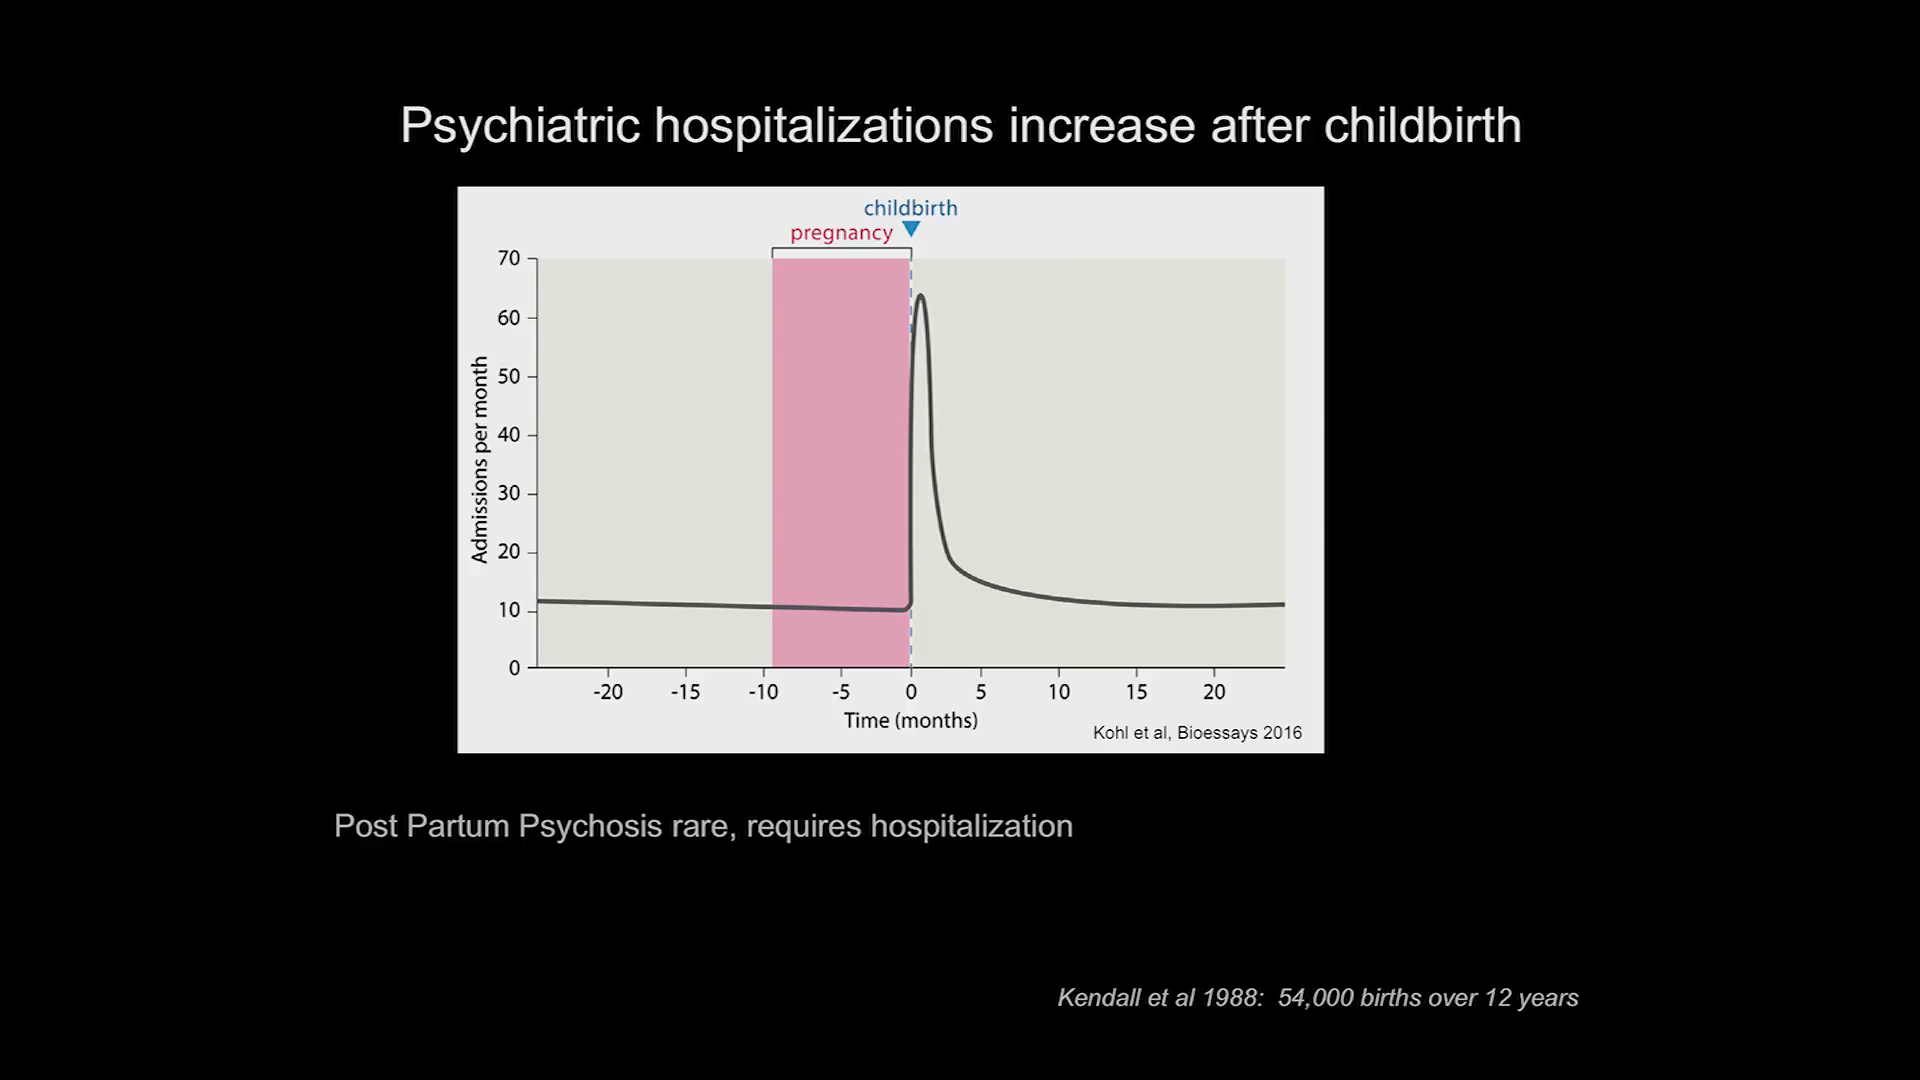 Psychiatric hospitalizations increase after childbirth
childbirth
pregnancy
70
60
50
40
30
20
10
0
Admissions per month
-20 -15 -10 -5 0 5 10 15 20
Time (months)
Kohl et al, Bioessays 2016
Post Partum Psychosis rare, requires hospitalization
Kendall et al 1988: 54,000 births over 12 years